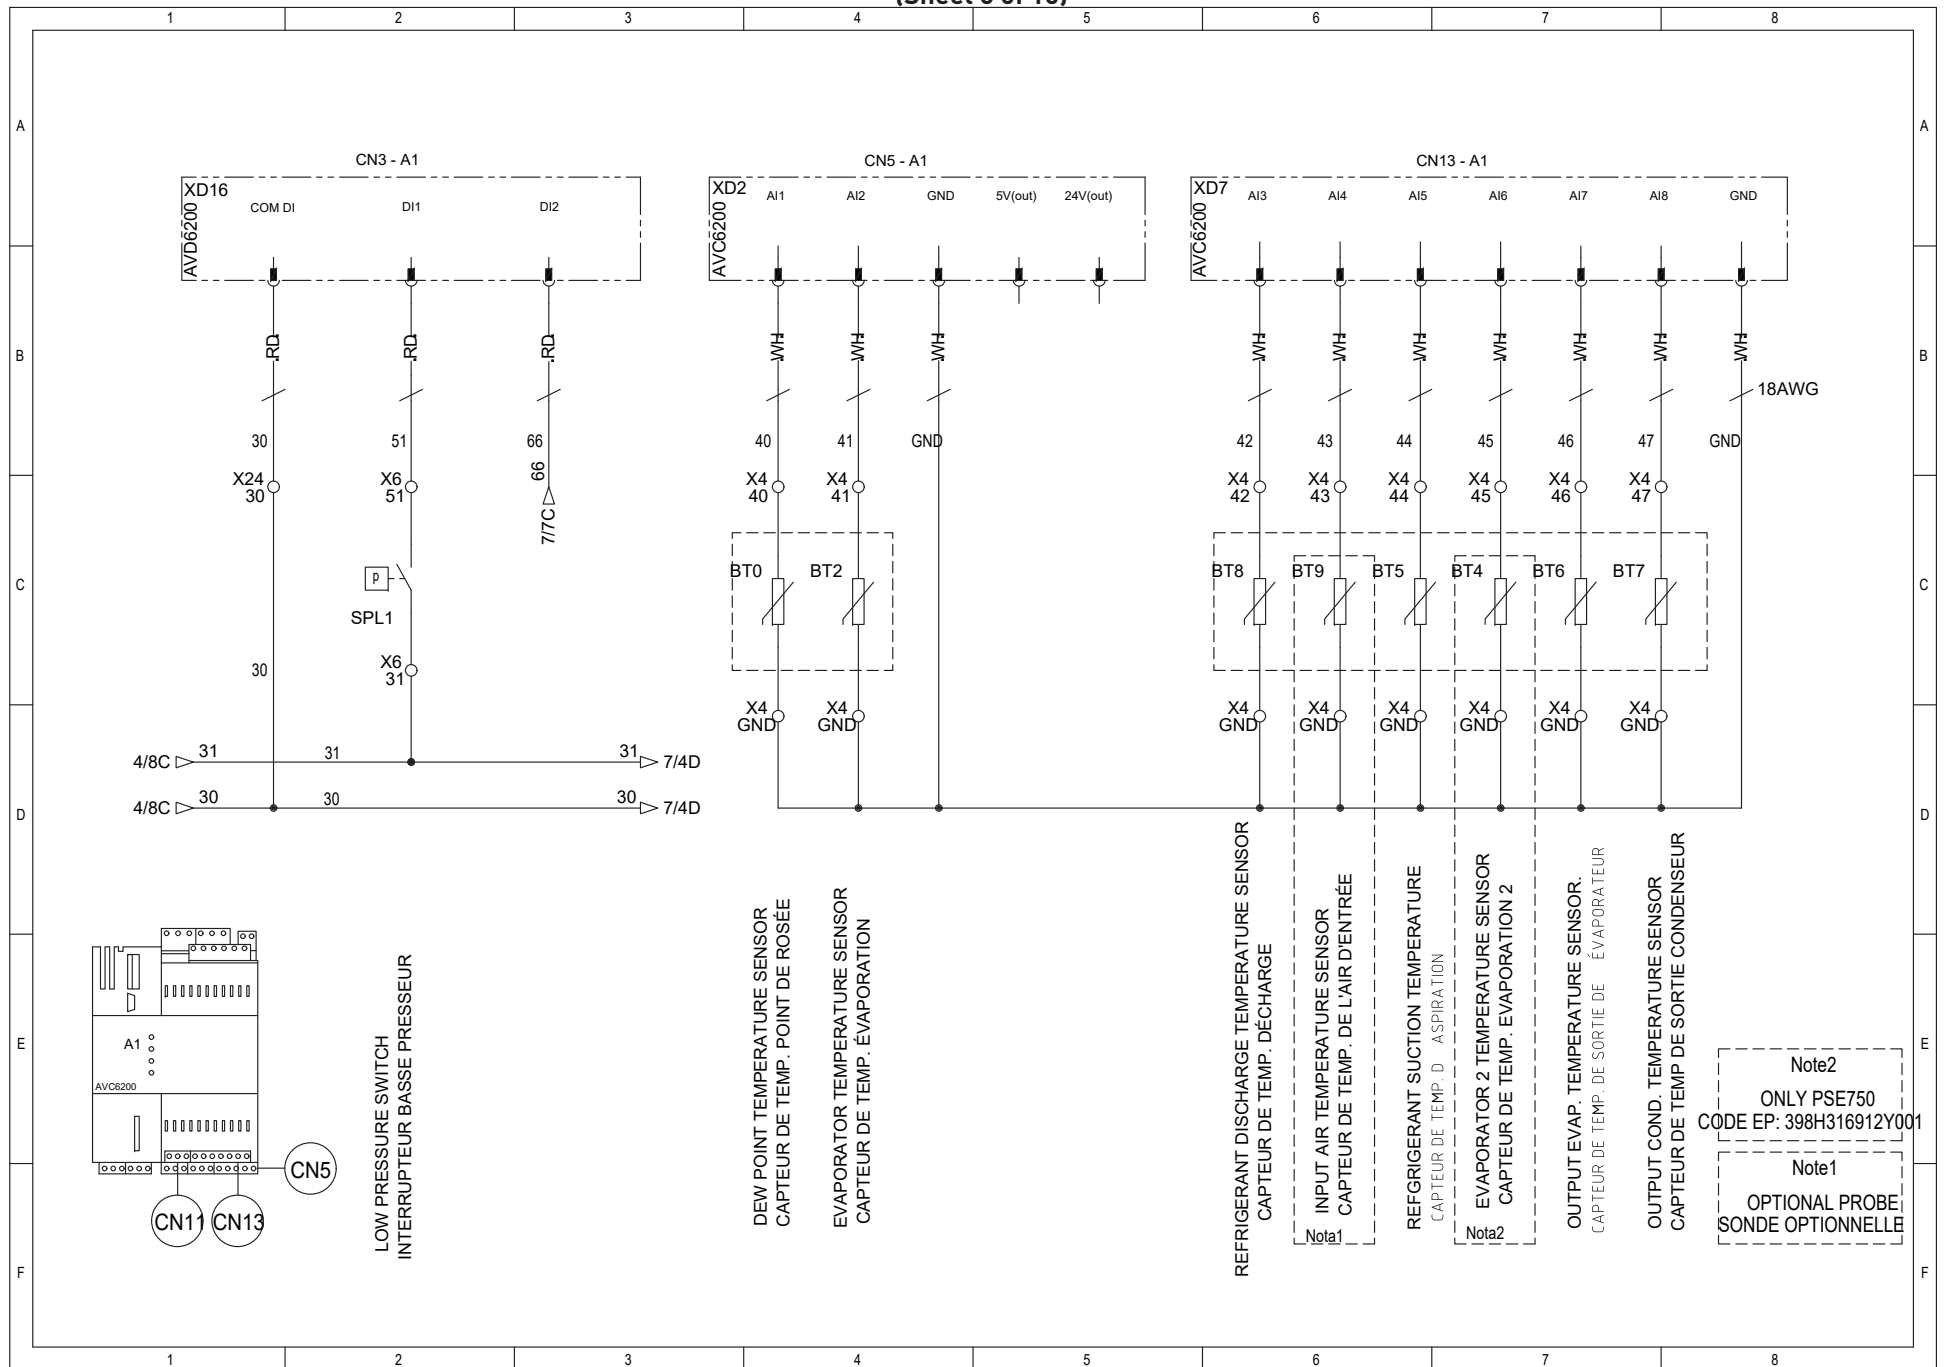 1 2 3 4 5 6 7 8
A A
CN3 - A1 CN5 - A1 CN13 - A1
XD16 COM DI DI1 DI2
AVD6200
XD2 AI1 AI2 GND 5V(out) 24V(out)
AVC6200
XD7 AI3 AI4 AI5 AI6 AI7 AI8 GND
AVC6200
B B
.RD. .RD. .RD. .WH. .WH. .WH. .WH. .WH. .WH. .WH. .WH. .WH. .WH.
18AWG
30 51 66 40 41 GND 42 43 44 45 46 47 GND
X24 X6 66 X4 X4 X4 X4 X4 X4 X4 X4
30 51 40 41 42 43 44 45 46 47
7/7C
C C
P
SPL1
BT0 BT2 BT8 BT9 BT5 BT4 BT6 BT7
30
X6
31
X4 X4 X4 X4 X4 X4 X4 X4
GND GND GND GND GND GND GND GND
4/8C 31 31 31 7/4D
4/8C 30 30 30 7/4D
D D
LOW PRESSURE SWITCH
INTERRUPTEUR BASSE PRESSEUR
DEW POINT TEMPERATURE SENSOR
CAPTEUR DE TEMP. POINT DE ROSÉE
EVAPORATOR TEMPERATURE SENSOR
CAPTEUR DE TEMP. ÉVAPORATION
REFRIGERANT DISCHARGE TEMPERATURE SENSOR
CAPTEUR DE TEMP. DÉCHARGE
INPUT AIR TEMPERATURE SENSOR
CAPTEUR DE TEMP. DE L'AIR D'ENTRÉE
Nota1
REFGRIGERANT SUCTION TEMPERATURE
CAPTEUR DE TEMP. D ASPIRATION
EVAPORATOR 2 TEMPERATURE SENSOR
CAPTEUR DE TEMP. EVAPORATION 2
Nota2
OUTPUT EVAP. TEMPERATURE SENSOR.
CAPTEUR DE TEMP. DE SORTIE DE ÉVAPORATEUR
OUTPUT COND. TEMPERATURE SENSOR
CAPTEUR DE TEMP DE SORTIE CONDENSEUR
E E
A1
AVC6200
CN5
CN11 CN13
Note2
ONLY PSE750
CODE EP: 398H316912Y001
Note1
OPTIONAL PROBE
SONDE OPTIONNELLE
F F
1 2 3 4 5 6 7 8